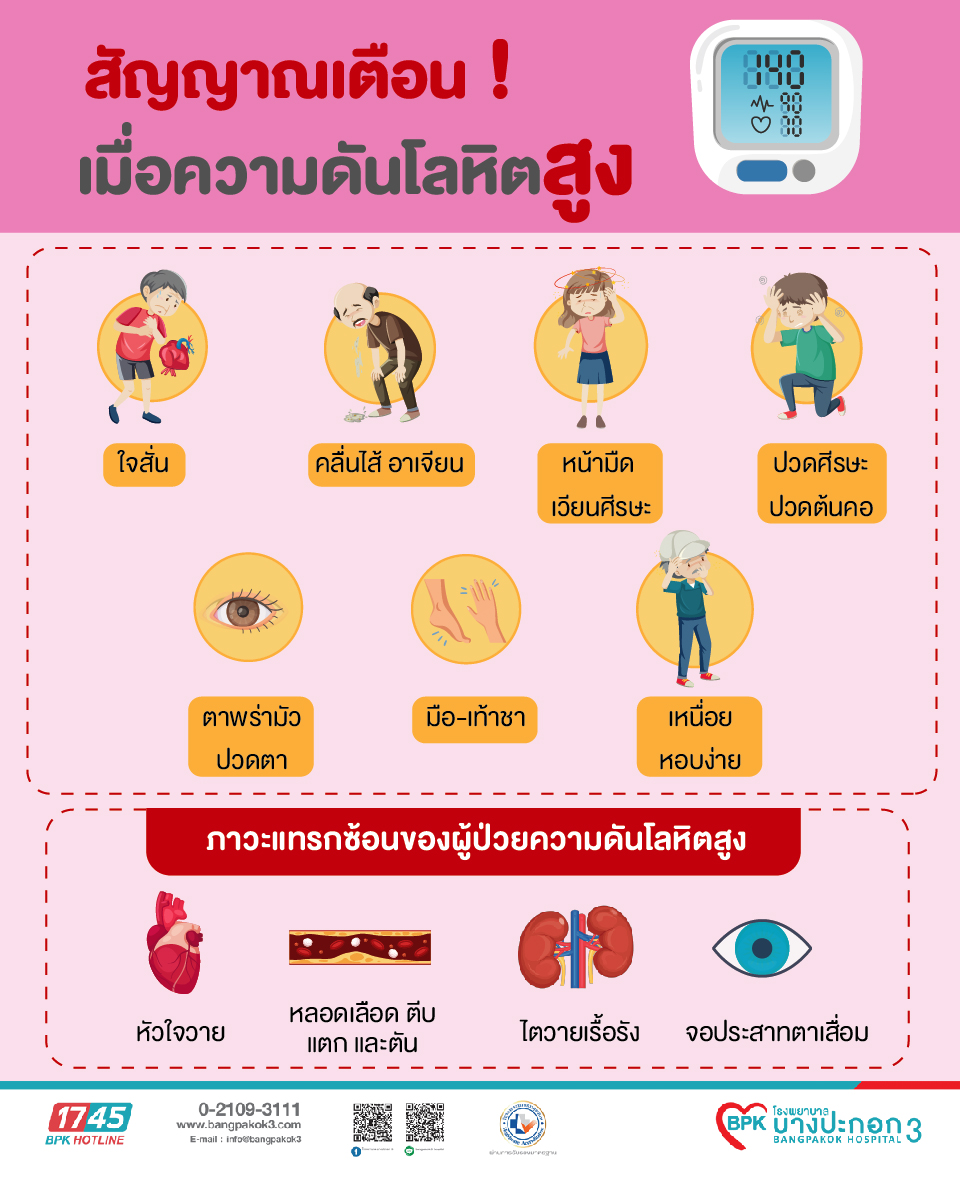 สัญญาณเตือน !
เมื่อความดันโลหิตสูง
140
90
70
ใจสั่น
คลื่นไส้ อาเจียน
หน้ามืด
เวียนศีรษะ
ปวดศีรษะ
ปวดต้นคอ
ตาพร่ามัว
ปวดตา
มือ-เท้าชา
เหนื่อย
หอบง่าย
ภาวะแทรกซ้อนของผู้ป่วยความดันโลหิตสูง
หัวใจวาย
หลอดเลือด ตีบ
แตก และตัน
ไตวายเรื้อรัง
จอประสาทตาเสื่อม
1745
BPK HOTLINE
0-2109-3111
www.bangpakok3.com
E-mail : info@bangpakok3
BPK
โรงพยาบาล
บางปะกอก 3
BANGPAKOK HOSPITAL